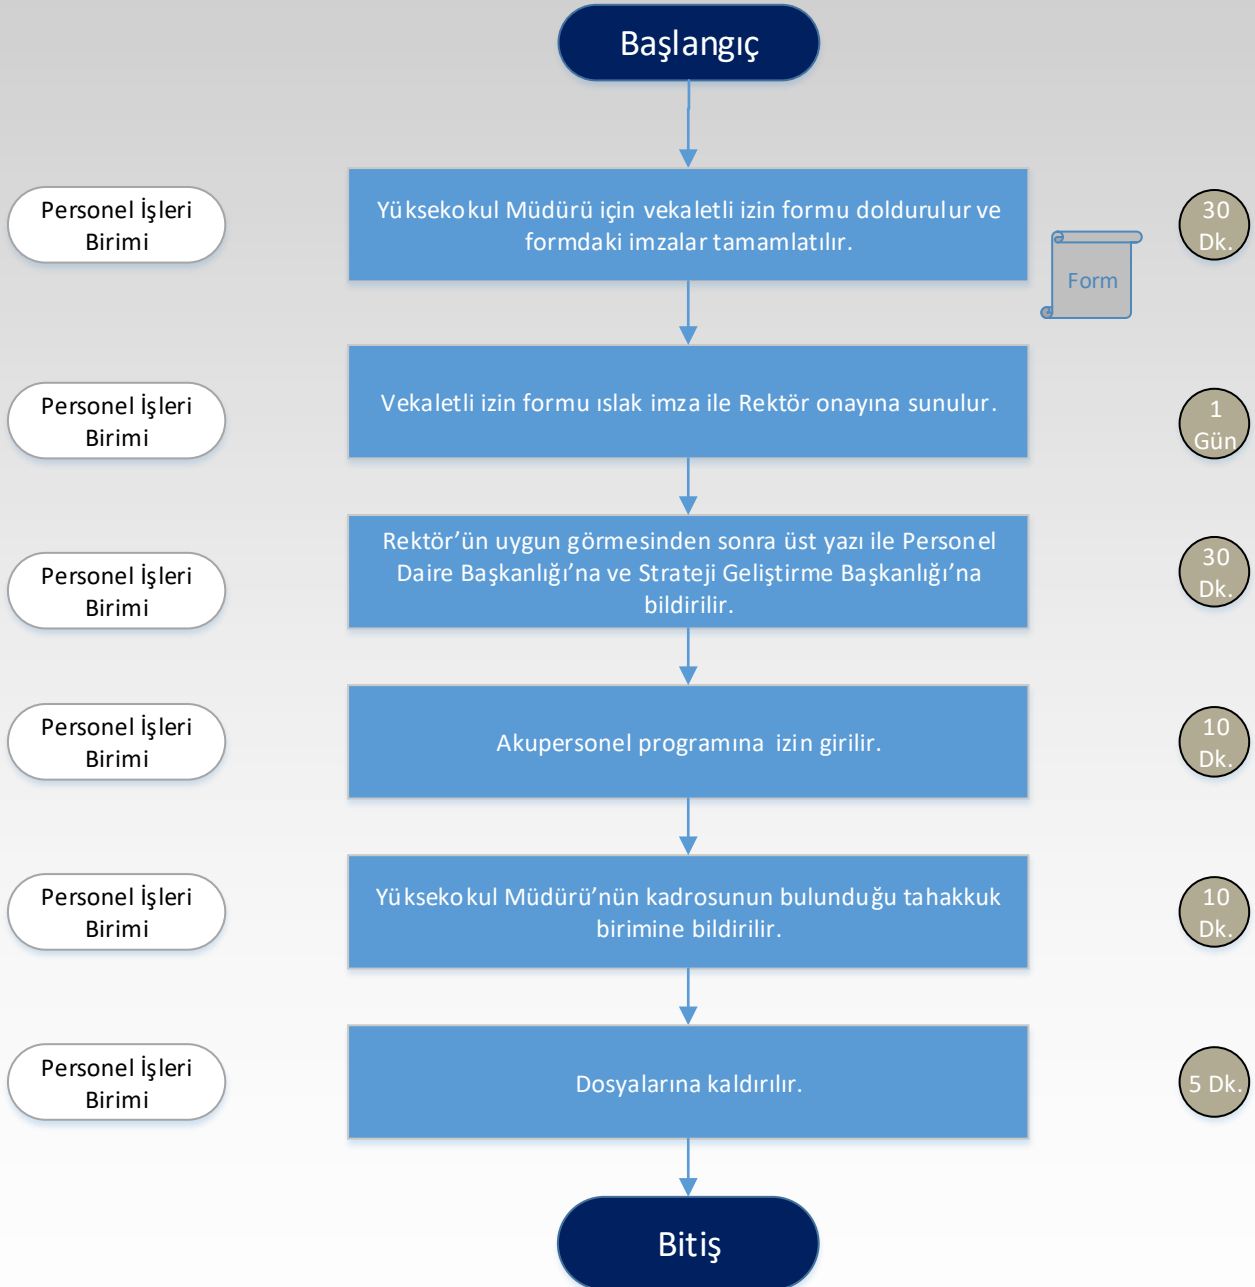 Başlangıç
Personel İşleri
Birimi
Yüksekokul Müdürü için vekaletli izin formu doldurulur ve
formdaki imzalar tamamlatılır.
30
Dk.
Form
Personel İşleri
Birimi
Vekaletli izin formu ıslak imza ile Rektör onayına sunulur.
1
Gün
Personel İşleri
Birimi
Rektör’ün uygun görmesinden sonra üst yazı ile Personel
Daire Başkanlığı’na ve Strateji Geliştirme Başkanlığı’na
bildirilir.
30
Dk.
Personel İşleri
Birimi
Akupersonel programına izin girilir.
10
Dk.
Personel İşleri
Birimi
Yüksekokul Müdürü’nün kadrosunun bulunduğu tahakkuk
birimine bildirilir.
10
Dk.
Personel İşleri
Birimi
Dosyalarına kaldırılır.
5 Dk.
Bitiş